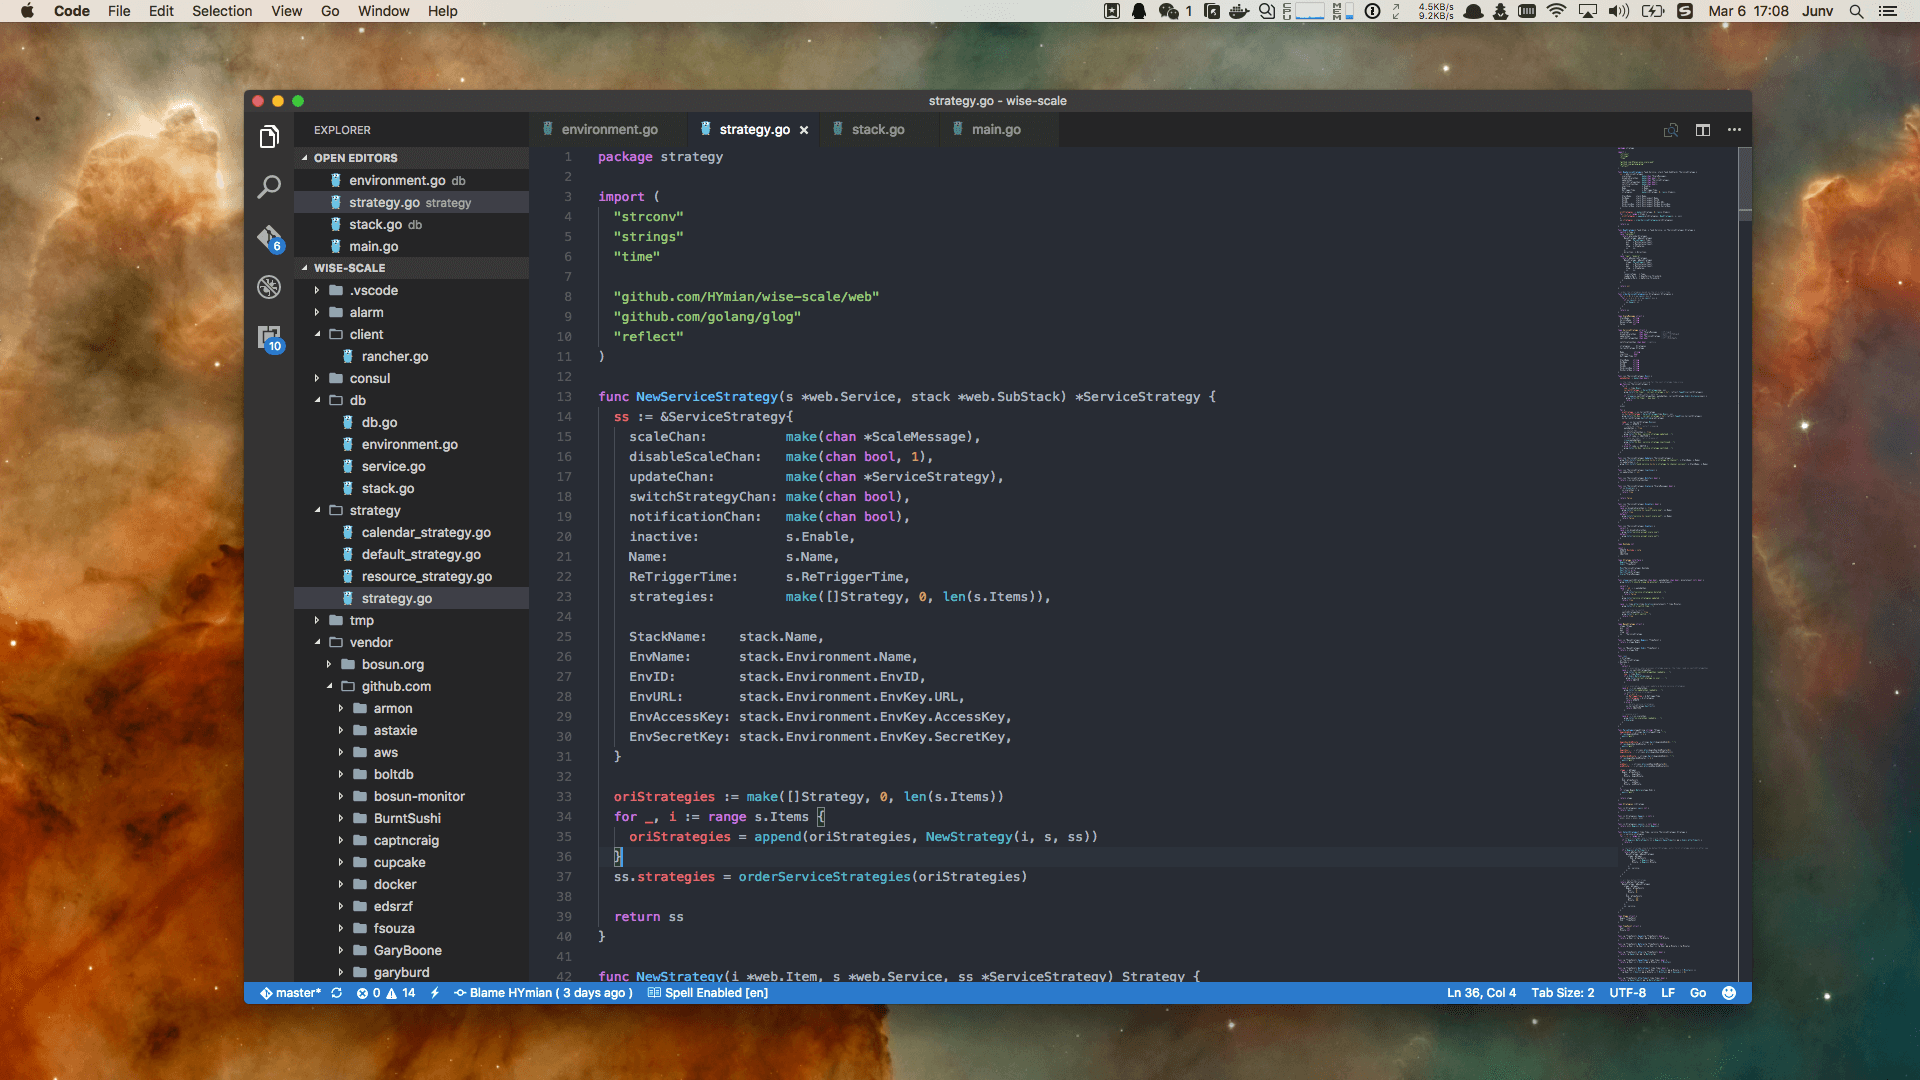 Code File Edit Selection View Go Window Help
1 4.5KB/s 9.2KB/s Mar 6 17:08 Junv
strategy.go - wise-scale
EXPLORER
OPEN EDITORS
environment.go db
strategy.go strategy
stack.go db
main.go
WISE-SCALE
.vscode
alarm
client
rancher.go
consul
db
db.go
environment.go
service.go
stack.go
strategy
calendar_strategy.go
default_strategy.go
resource_strategy.go
strategy.go
tmp
vendor
bosun.org
github.com
armon
astaxie
aws
boltdb
bosun-monitor
BurntSushi
captncraig
cupcake
docker
edsrzf
fsouza
GaryBoone
garyburd
6
10
environment.go strategy.go × stack.go main.go
1 package strategy
2
3 import (
4 "strconv"
5 "strings"
6 "time"
7
8 "github.com/HYmian/wise-scale/web"
9 "github.com/golang/glog"
10 "reflect"
11 )
12
13 func NewServiceStrategy(s *web.Service, stack *web.SubStack) *ServiceStrategy {
14 ss := &ServiceStrategy{
15 scaleChan: make(chan *ScaleMessage),
16 disableScaleChan: make(chan bool, 1),
17 updateChan: make(chan *ServiceStrategy),
18 switchStrategyChan: make(chan bool),
19 notificationChan: make(chan bool),
20 inactive: s.Enable,
21 Name: s.Name,
22 ReTriggerTime: s.ReTriggerTime,
23 strategies: make([]Strategy, 0, len(s.Items)),
24
25 StackName: stack.Name,
26 EnvName: stack.Environment.Name,
27 EnvID: stack.Environment.EnvID,
28 EnvURL: stack.Environment.EnvKey.URL,
29 EnvAccessKey: stack.Environment.EnvKey.AccessKey,
30 EnvSecretKey: stack.Environment.EnvKey.SecretKey,
31 }
32
33 oriStrategies := make([]Strategy, 0, len(s.Items))
34 for _, i := range s.Items {
35 oriStrategies = append(oriStrategies, NewStrategy(i, s, ss))
36 }
37 ss.strategies = orderServiceStrategies(oriStrategies)
38
39 return ss
40 }
41
42 func NewStrategy(i *web.Item, s *web.Service, ss *ServiceStrategy) Strategy {
master* 0 14 Blame HYmian ( 3 days ago ) Spell Enabled [en] Ln 36, Col 4 Tab Size: 2 UTF-8 LF Go